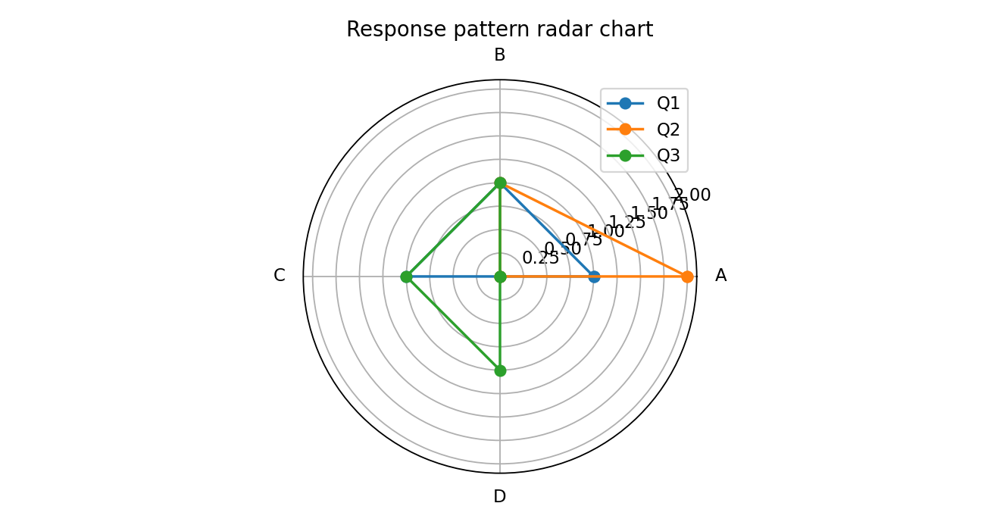 Response pattern radar chart
B
Q1
Q2
Q3
2.00
1.75
1.50
1.25
1.00
0.75
0.50
0.25
C
A
D